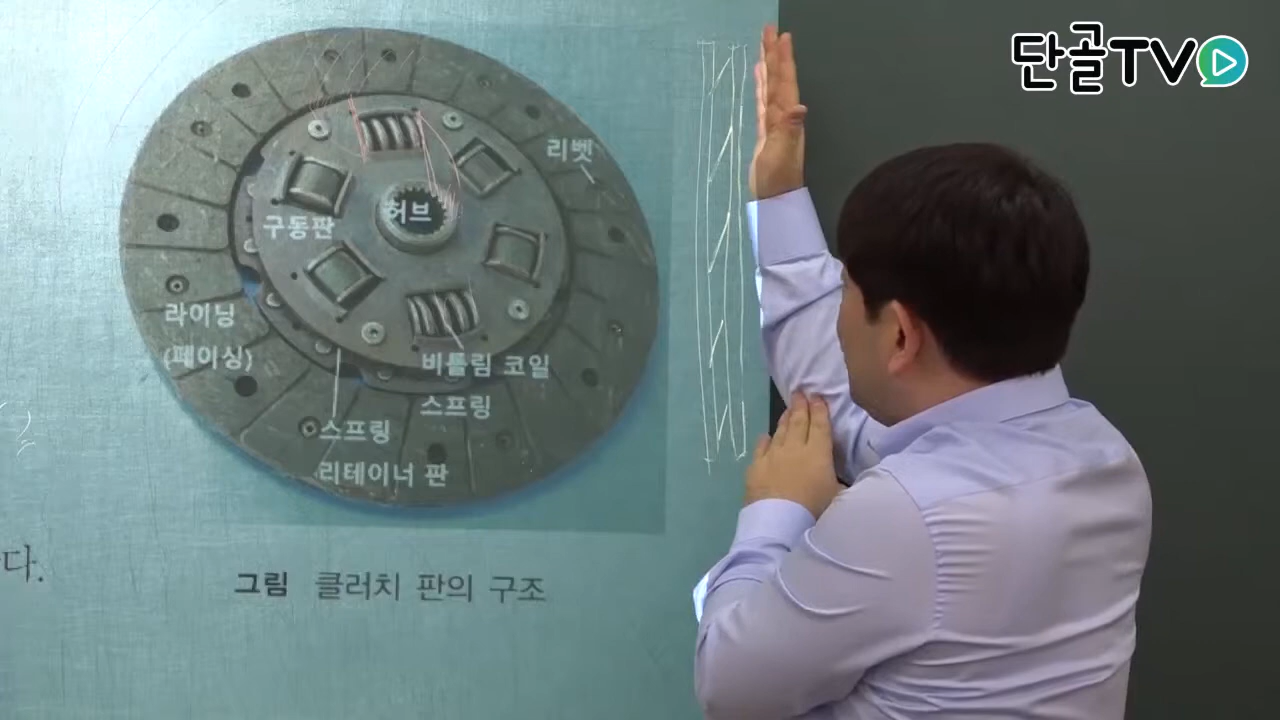 단골TV
리벳
허브
구동판
라이닝
(페이싱)
비틀림 코일
스프링
스프링
리테이너 판
다.
그림 클러치 판의 구조